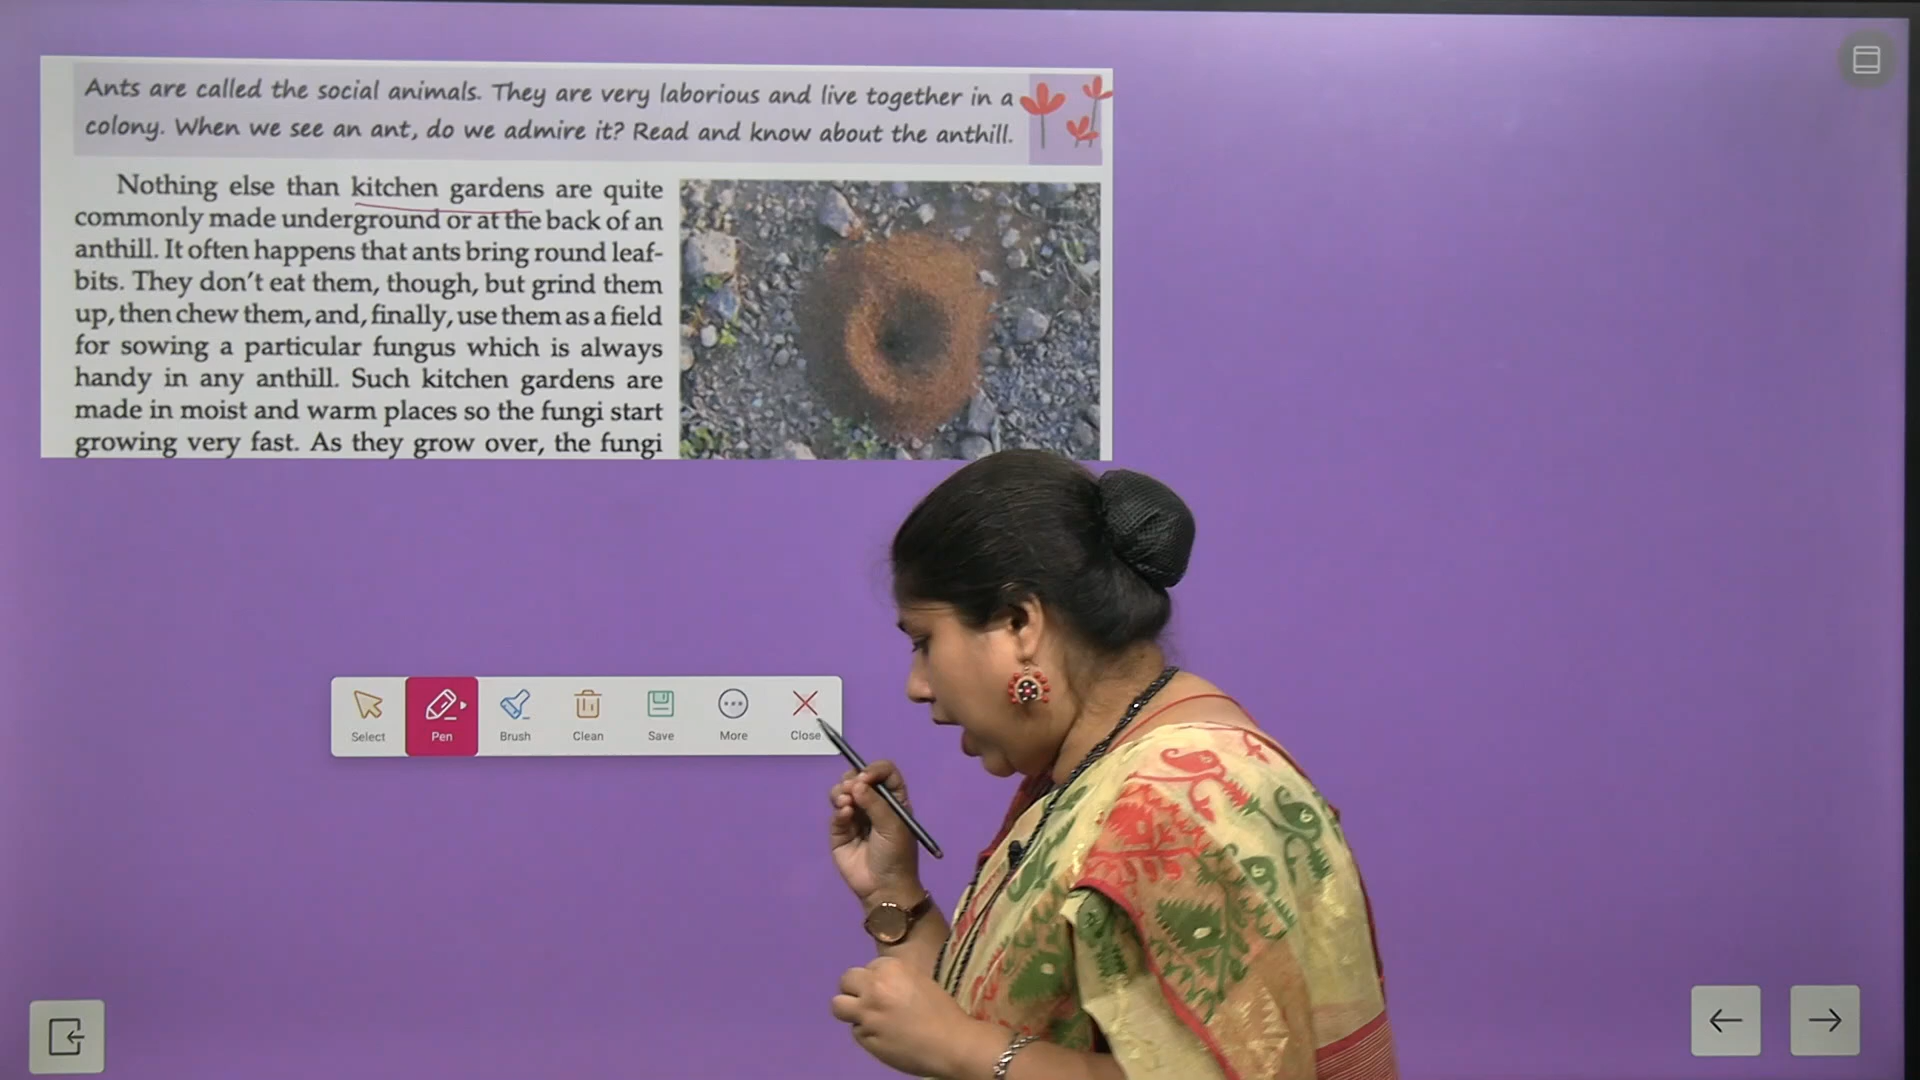 Ants are called the social animals. They are very laborious and live together in a
colony. When we see an ant, do we admire it? Read and know about the anthill.
Nothing else than kitchen gardens are quite
commonly made underground or at the back of an
anthill. It often happens that ants bring round leaf-
bits. They don't eat them, though, but grind them
up, then chew them, and, finally, use them as a field
for sowing a particular fungus which is always
handy in any anthill. Such kitchen gardens are
made in moist and warm places so the fungi start
growing very fast. As they grow over, the fungi
Select Pen Brush Clean Save More Close